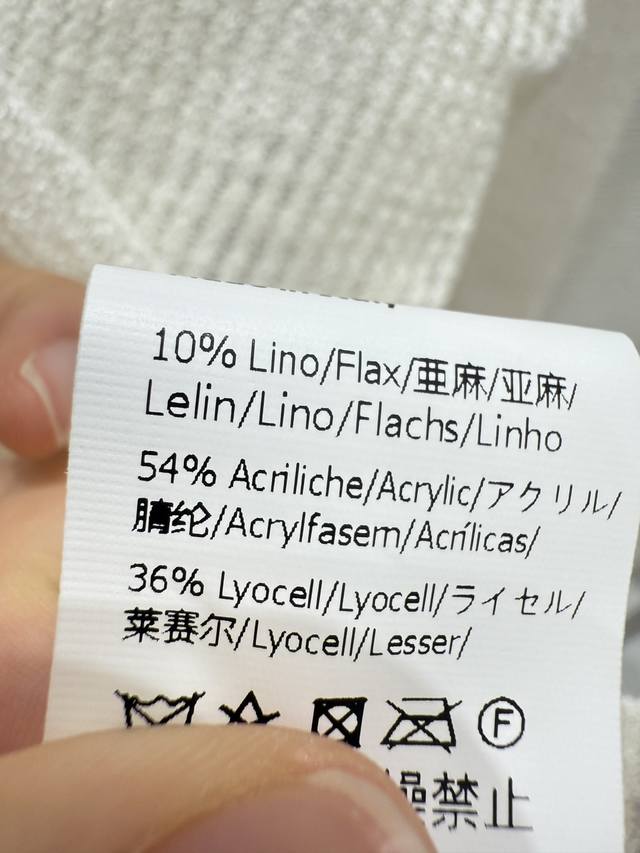 10% Lino/Flax/亜麻/亚麻/
Lelin/Lino/Flachs/Linho
54% Acriliche/Acrylic/アクリル/
腈纶/Acrylfasern/Acrílicas/
36% Lyocell/Lyocell/ライセル/
莱赛尔/Lyocell/Lesser/
F
禁止